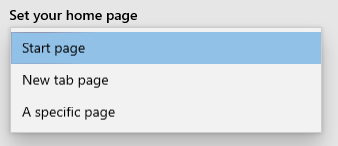 Set your home page
Start page
New tab page
A specific page